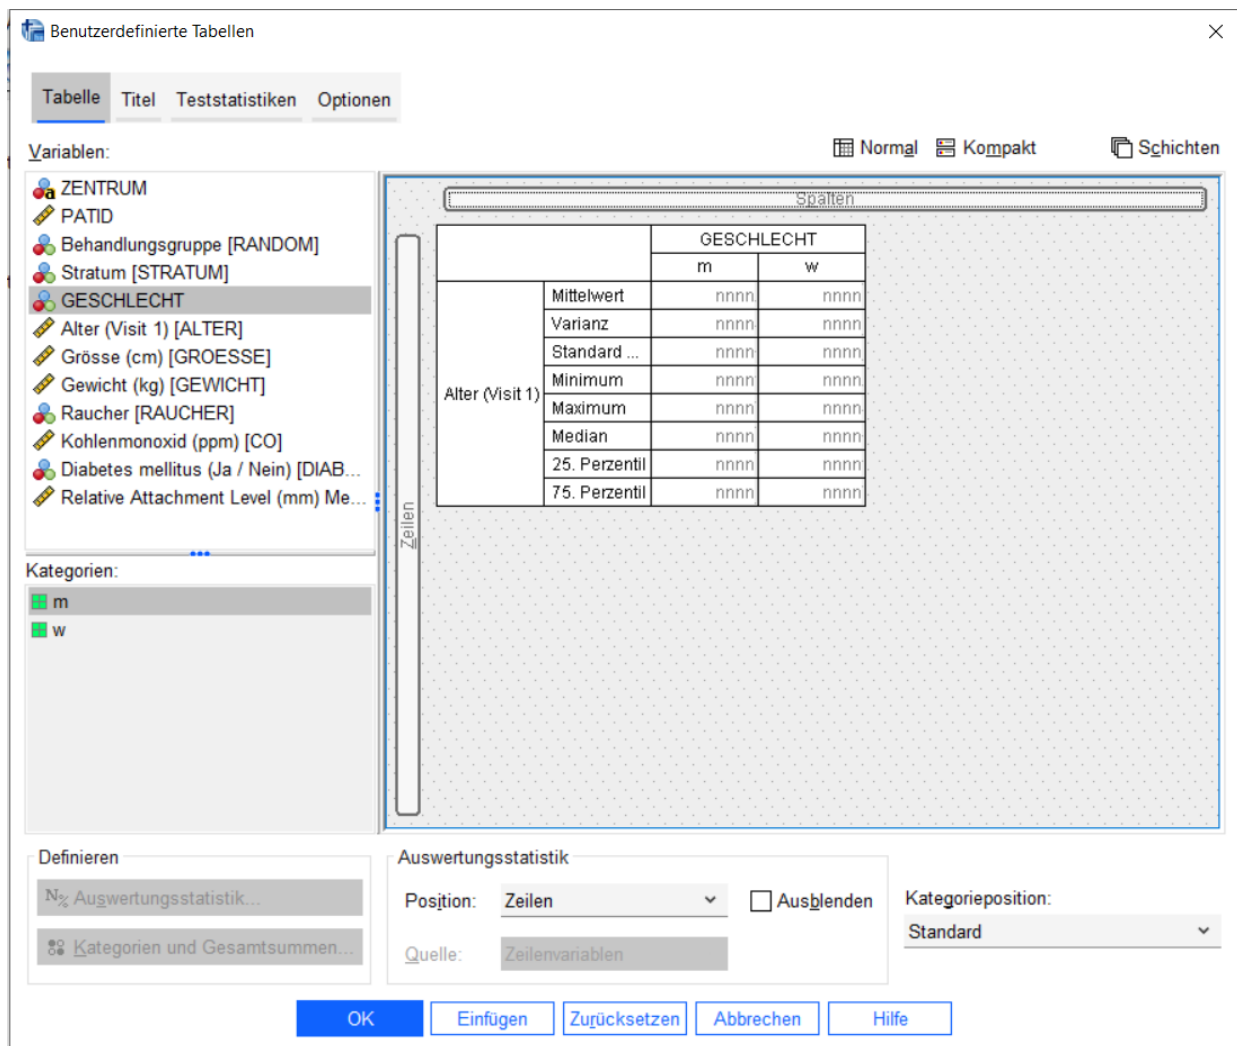 Benutzerdefinierte Tabellen
Tabelle Titel Teststatistiken Optionen
Variablen:
Normal Kompakt Schichten
ZENTRUM
PATID
Behandlungsgruppe [RANDOM]
Stratum [STRATUM]
GESCHLECHT
Alter (Visit 1) [ALTER]
Grösse (cm) [GROESSE]
Gewicht (kg) [GEWICHT]
Raucher [RAUCHER]
Kohlenmonoxid (ppm) [CO]
Diabetes mellitus (Ja / Nein) [DIAB...
Relative Attachment Level (mm) Me...
Kategorien:
m
w
Spalten
Zeilen
GESCHLECHT
m w
Alter (Visit 1)
Mittelwert nnnn nnnn
Varianz nnnn nnnn
Standard ... nnnn nnnn
Minimum nnnn nnnn
Maximum nnnn nnnn
Median nnnn nnnn
25. Perzentil nnnn nnnn
75. Perzentil nnnn nnnn
Definieren
N% Auswertungsstatistik...
Kategorien und Gesamtsummen...
Auswertungsstatistik
Position: Zeilen Ausblenden
Quelle: Zeilenvariablen
Kategorieposition:
Standard
OK Einfügen Zurücksetzen Abbrechen Hilfe